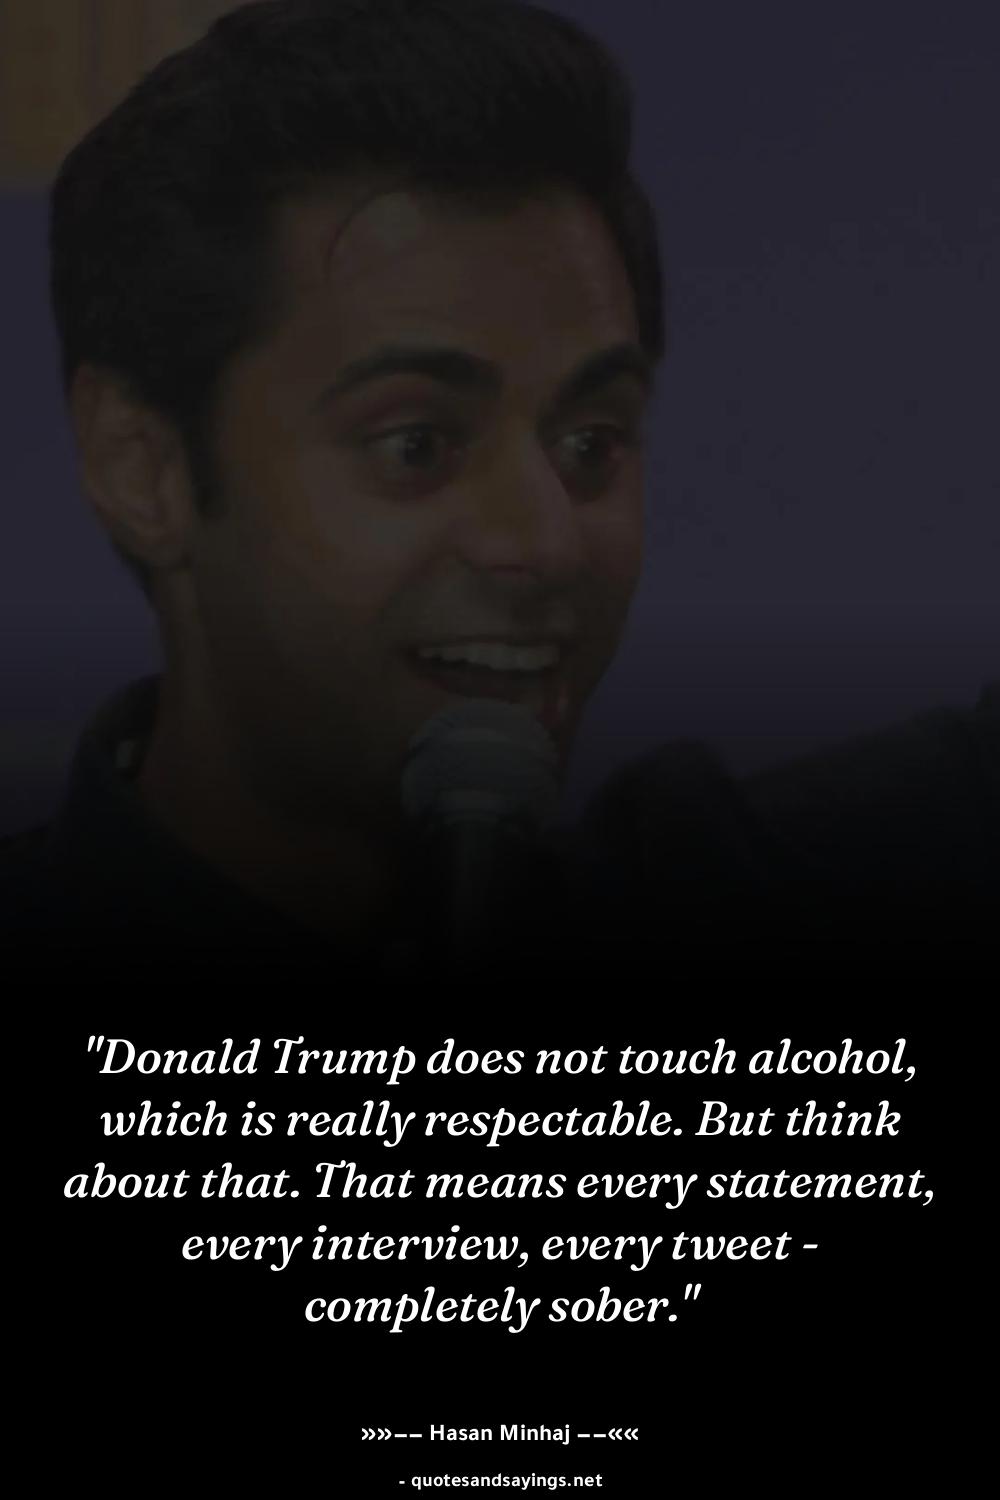 "Donald Trump does not touch alcohol,
which is really respectable. But think
about that. That means every statement,
every interview, every tweet -
completely sober."
»»—— Hasan Minhaj ——««
- quotesandsayings.net